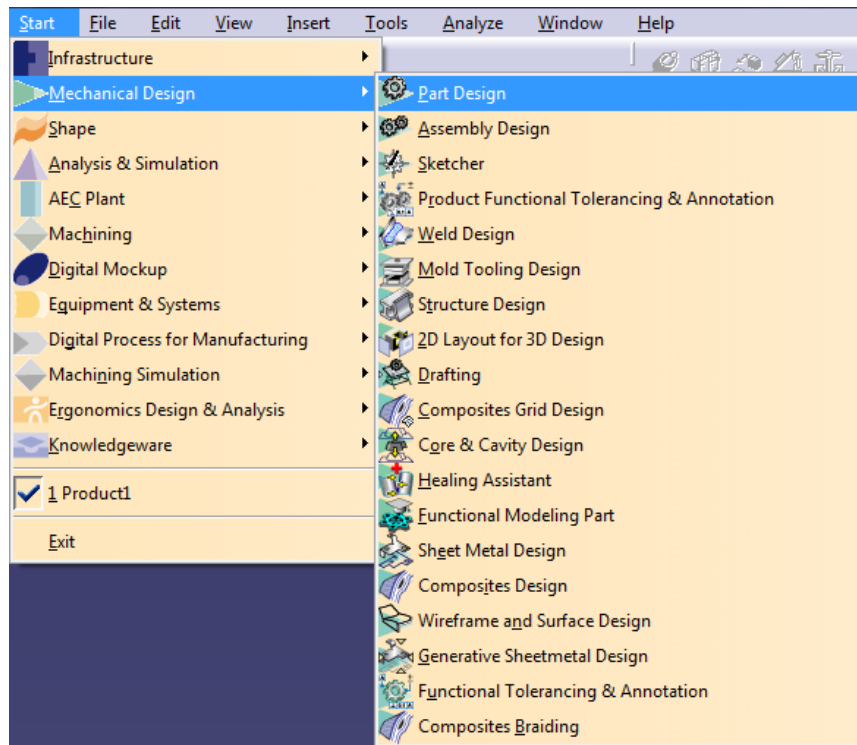 Start File Edit View Insert Tools Analyze Window Help
Infrastructure
Mechanical Design
Shape
Analysis & Simulation
AEC Plant
Machining
Digital Mockup
Equipment & Systems
Digital Process for Manufacturing
Machining Simulation
Ergonomics Design & Analysis
Knowledgeware
1 Product1
Exit
Part Design
Assembly Design
Sketcher
Product Functional Tolerancing & Annotation
Weld Design
Mold Tooling Design
Structure Design
2D Layout for 3D Design
Drafting
Composites Grid Design
Core & Cavity Design
Healing Assistant
Functional Modeling Part
Sheet Metal Design
Composites Design
Wireframe and Surface Design
Generative Sheetmetal Design
Functional Tolerancing & Annotation
Composites Braiding